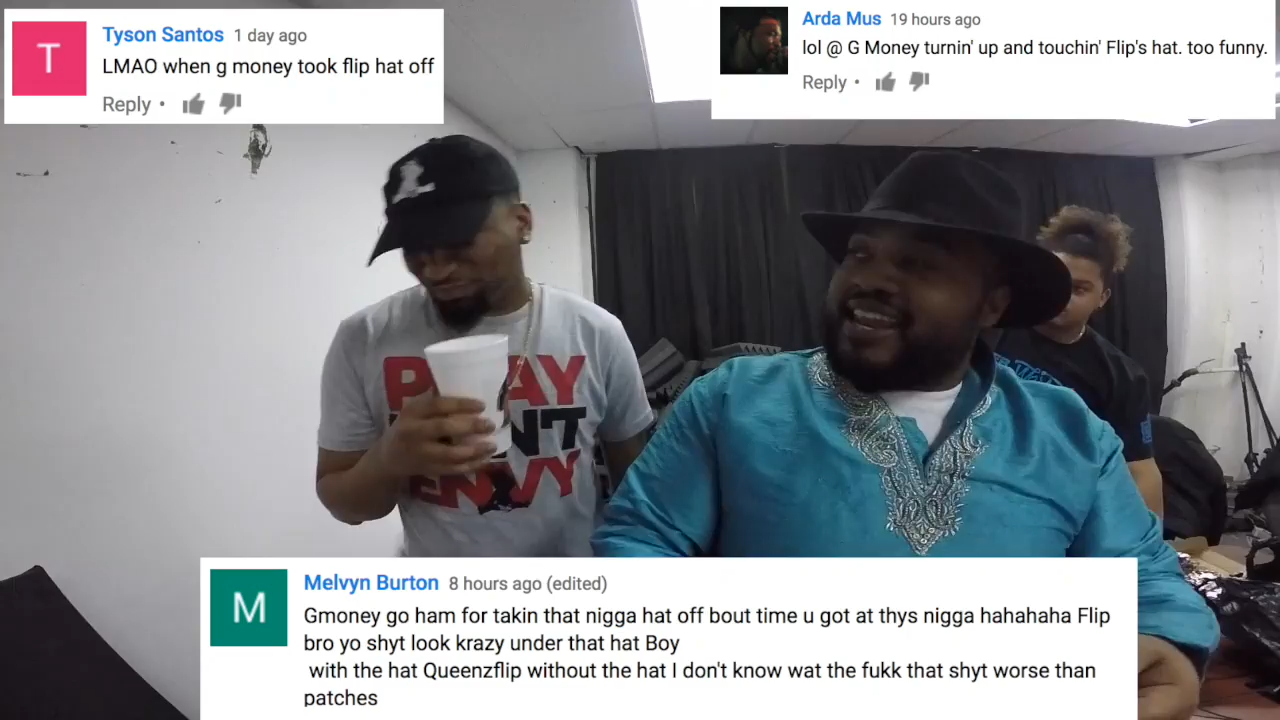 T
Tyson Santos 1 day ago
LMAO when g money took flip hat off
Reply •
Arda Mus 19 hours ago
lol @ G Money turnin' up and touchin' Flip's hat. too funny.
Reply •
PLAY
ENVY
M
Melvyn Burton 8 hours ago (edited)
Gmoney go ham for takin that nigga hat off bout time u got at thys nigga hahahaha Flip
bro yo shyt look krazy under that hat Boy
with the hat Queenzflip without the hat I don't know wat the fukk that shyt worse than
patches